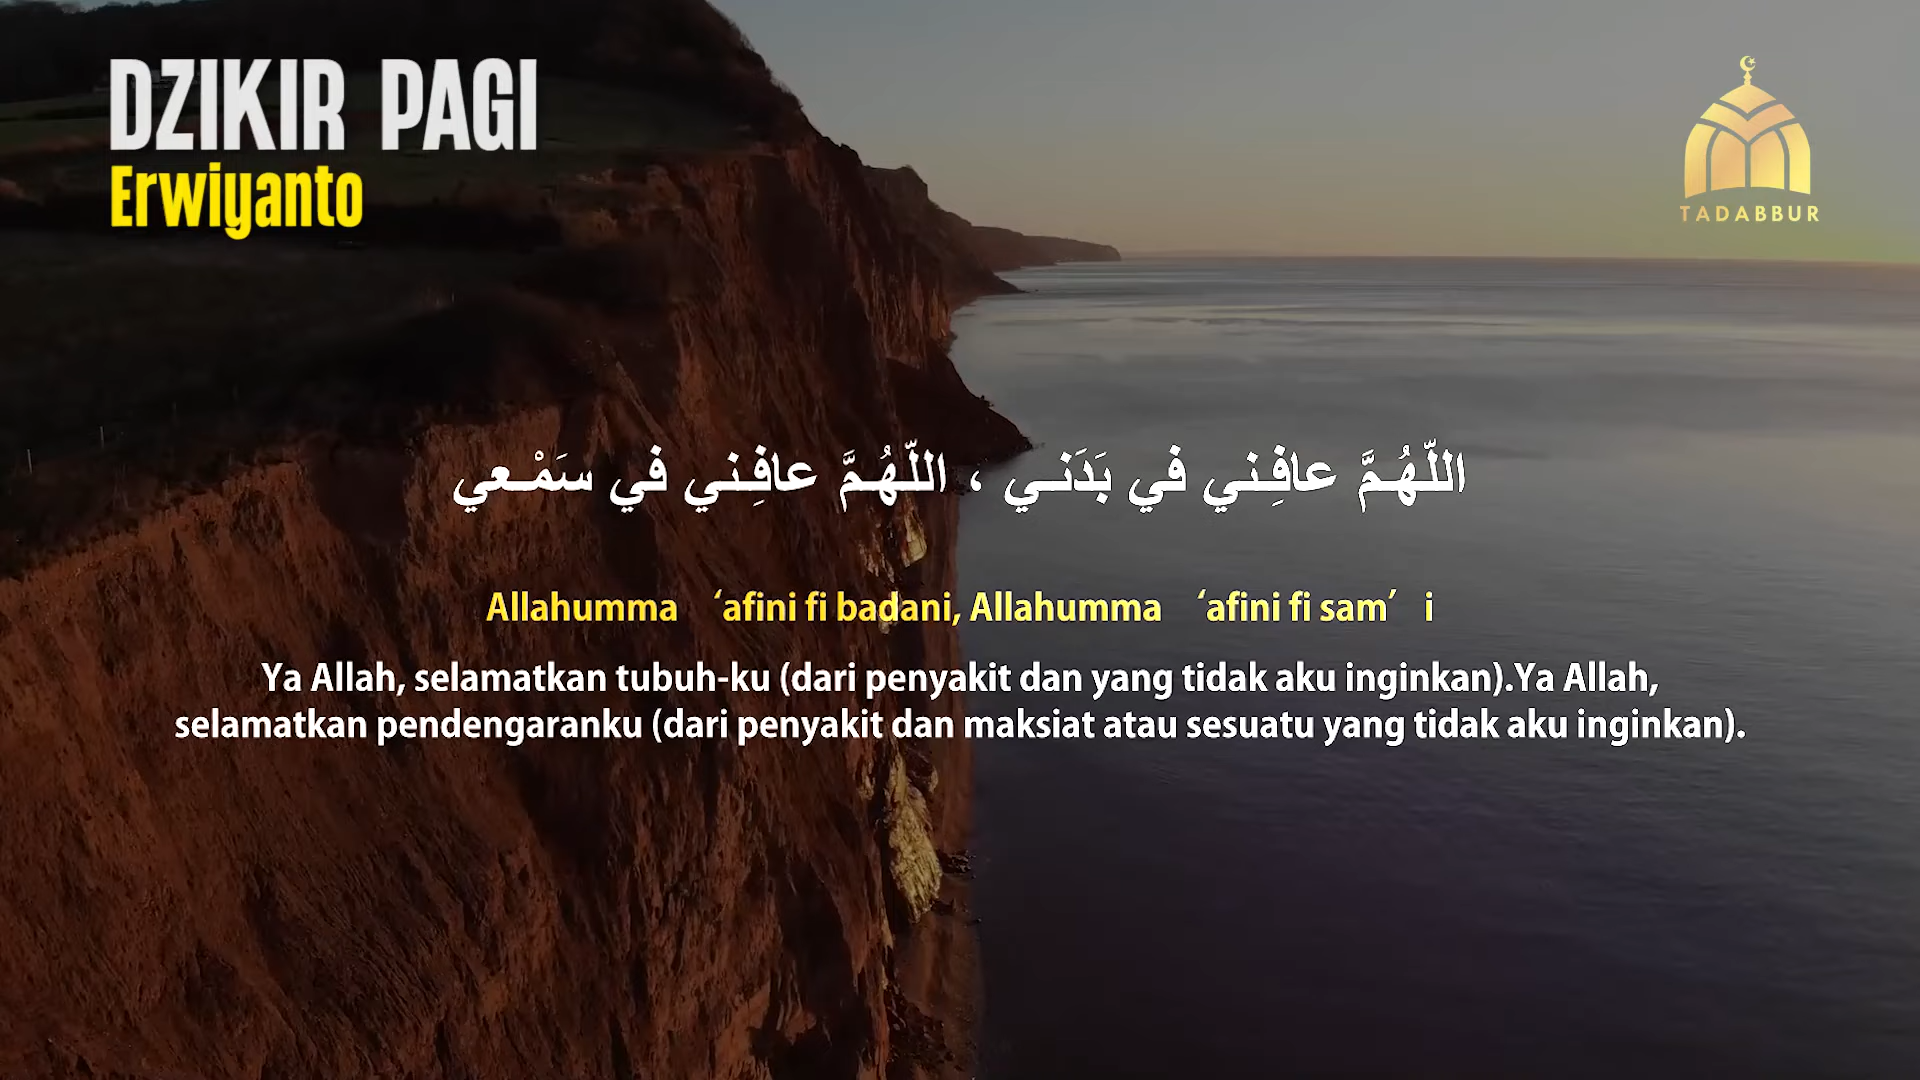 DZIKIR PAGI
Erwiyanto
TADABBUR
اللّهُـمَّ عافِـني في بَدَنـي ، اللّهُـمَّ عافِـني في سَمْـعي
Allahumma ‘afini fi badani, Allahumma ‘afini fi sam’ i
Ya Allah, selamatkan tubuh-ku (dari penyakit dan yang tidak aku inginkan).Ya Allah,
selamatkan pendengaranku (dari penyakit dan maksiat atau sesuatu yang tidak aku inginkan).